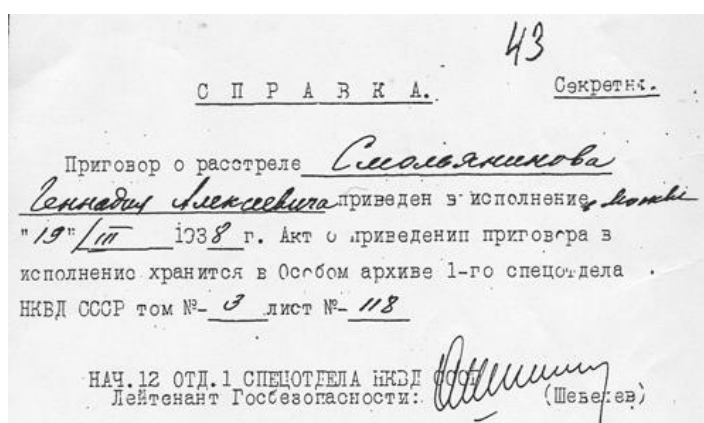 43
СПРАВКА.
Секретно.
Приговор о расстреле Смольянинова
Геннадия Алексеевича приведен в исполнение в Москве
"19" III 1938 г. Акт о приведении приговора в
исполнение хранится в Особом архиве 1-го спецотдела
НКВД СССР том №- 3 лист №- 118
НАЧ.12 ОТД.1 СПЕЦОТДЕЛА НКВД СССР
Лейтенант Госбезопасности:
(Шевелев)